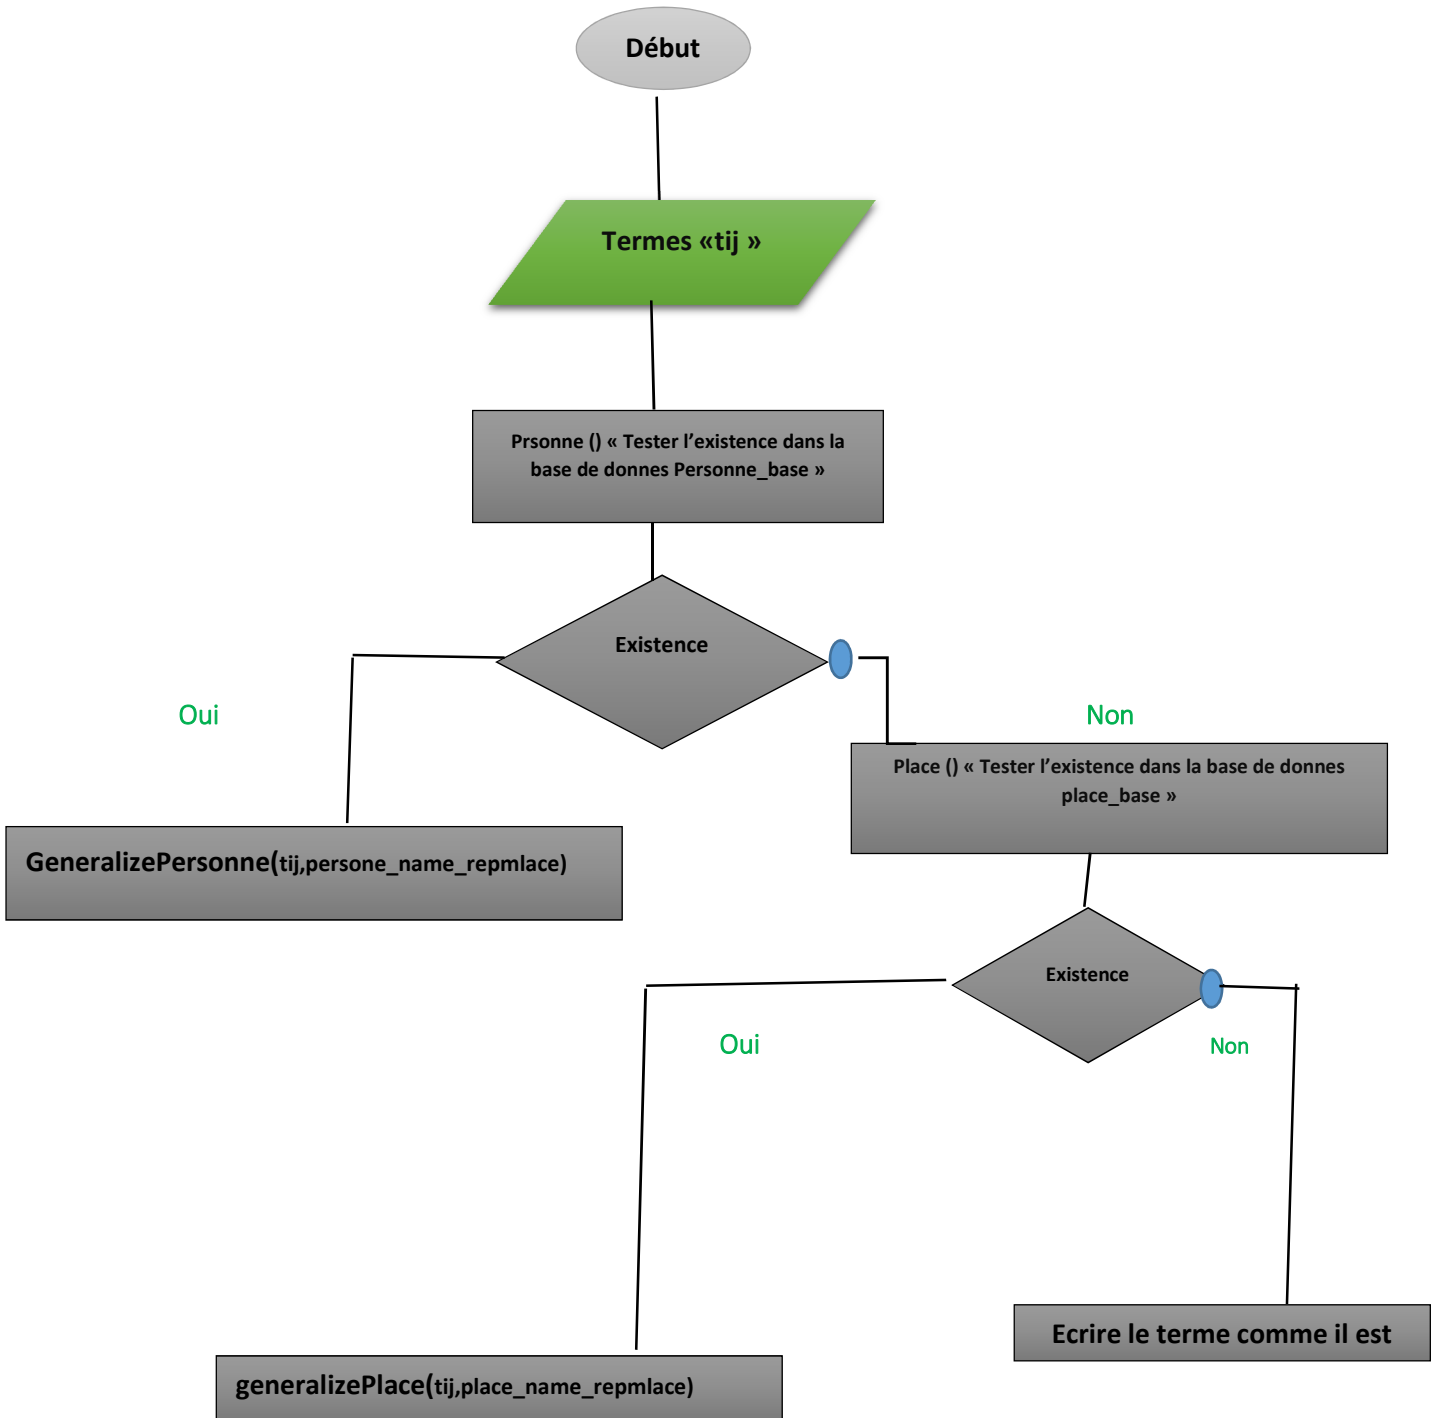 Début
Termes «tij »
Prsonne () « Tester l’existence dans la
base de donnes Personne_base »
Existence
Oui
Non
Place () « Tester l’existence dans la base de donnes
place_base »
GeneralizePersonne(tij,persone_name_repmlace)
Existence
Oui
Non
Ecrire le terme comme il est
generalizePlace(tij,place_name_repmlace)